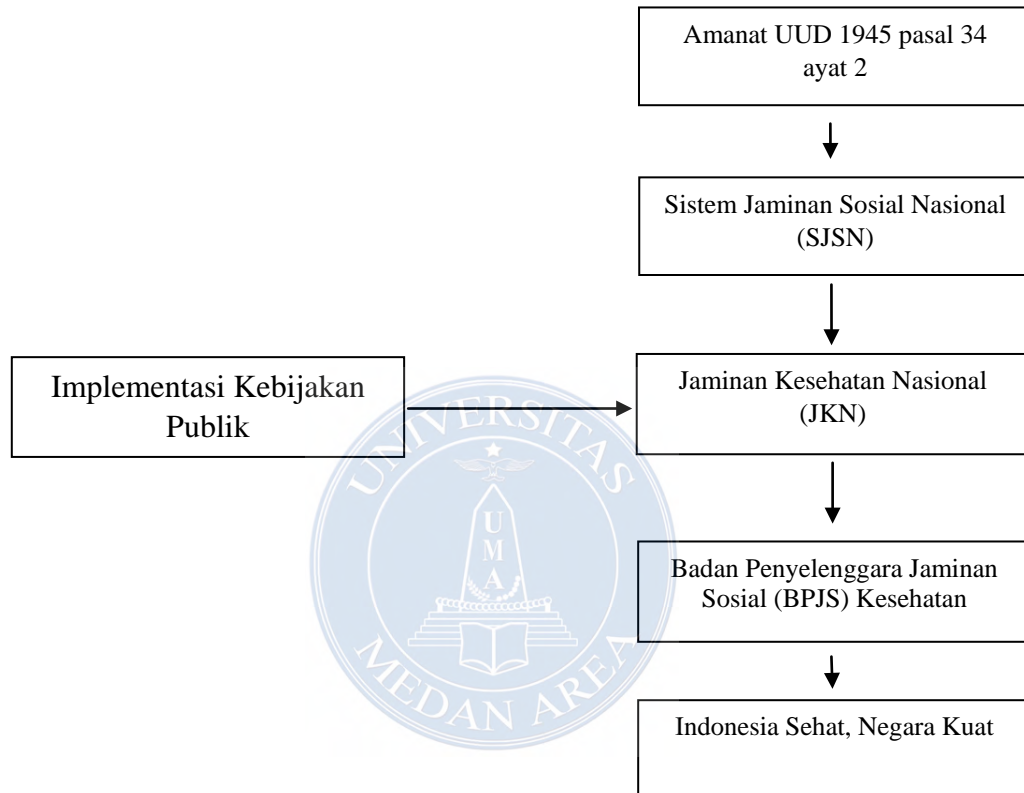 Amanat UUD 1945 pasal 34
ayat 2
Sistem Jaminan Sosial Nasional
(SJSN)
Implementasi Kebijakan
Publik
Jaminan Kesehatan Nasional
(JKN)
UNIVERSITAS
UMA
MEDAN AREA
Badan Penyelenggara Jaminan
Sosial (BPJS) Kesehatan
Indonesia Sehat, Negara Kuat